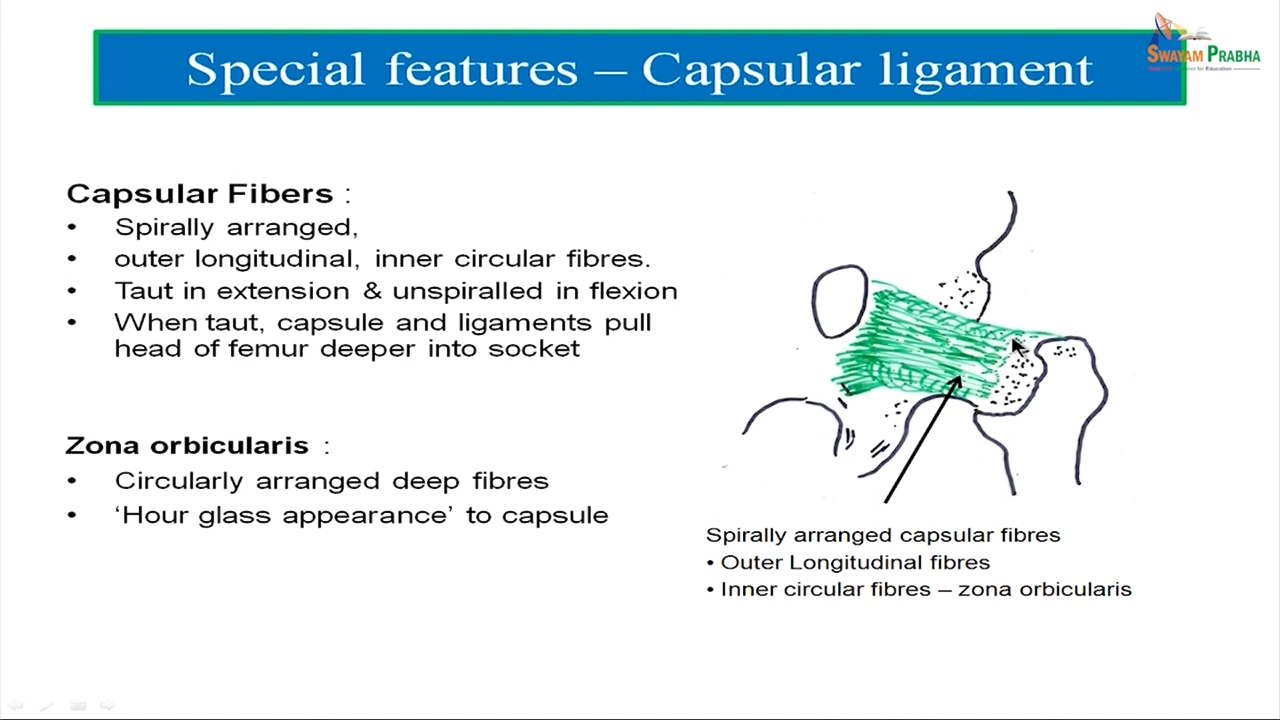 Special features – Capsular ligament
SWAYAM PRABHA
Capsular Fibers :
• Spirally arranged,
• outer longitudinal, inner circular fibres.
• Taut in extension & unspiralled in flexion
• When taut, capsule and ligaments pull
head of femur deeper into socket
Zona orbicularis :
• Circularly arranged deep fibres
• ‘Hour glass appearance’ to capsule
Spirally arranged capsular fibres
• Outer Longitudinal fibres
• Inner circular fibres – zona orbicularis